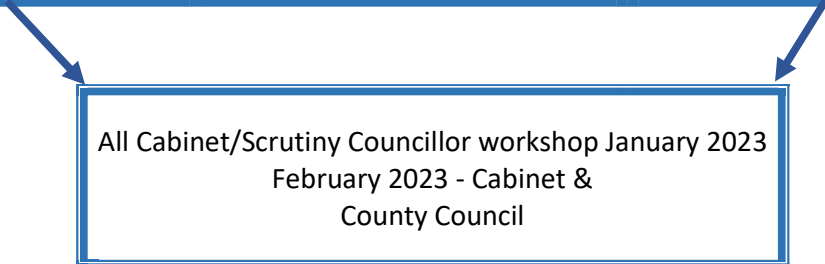 All Cabinet/Scrutiny Councillor workshop January 2023
February 2023 - Cabinet &
County Council